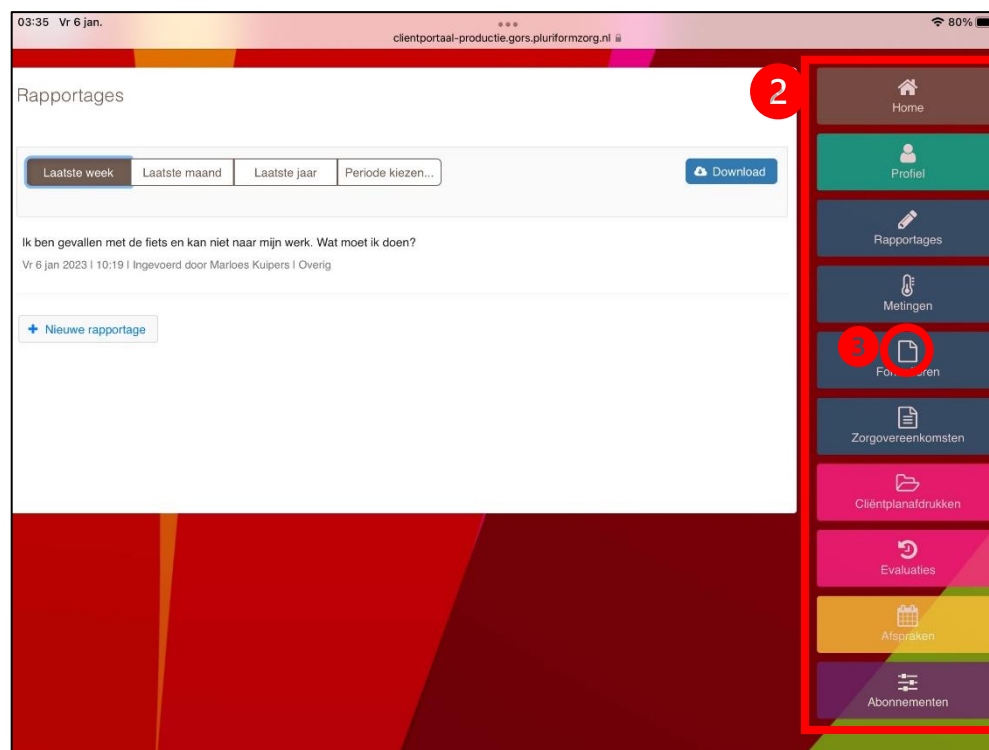 03:35 Vr 6 jan.
80%
clientportaal-productie.gors.pluriformzorg.nl
Rapportages
2
Home
Laatste week
Laatste maand
Laatste jaar
Periode kiezen...
Download
Profiel
Ik ben gevallen met de fiets en kan niet naar mijn werk. Wat moet ik doen?
Vr 6 jan 2023 | 10:19 | Ingevoerd door Marloes Kuipers | Overig
Rapportages
Metingen
+ Nieuwe rapportage
3
Zorgovereenkomsten
Cliëntplanafdrukken
Evaluaties
Afspraken
Abonnementen